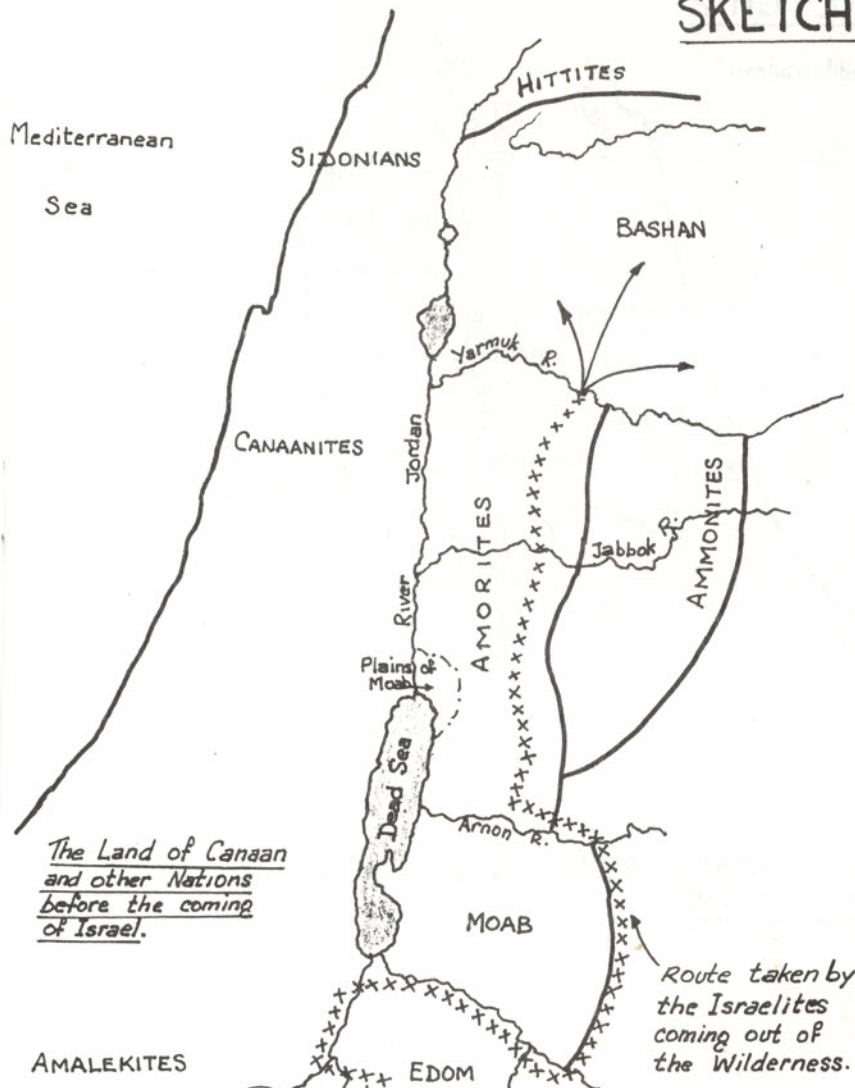 SKETCH
HITTITES
Mediterranean
Sea
SIDONIANS
BASHAN
Yarmuk R.
CANAANITES
Jordan
River
AMORITES
AMMONITES
Jabbok R.
Plains of
Moab
Dead Sea
Arnon R.
The Land of Canaan
and other Nations
before the coming
of Israel.
MOAB
Route taken by
the Israelites
coming out of
the Wilderness.
AMALEKITES
EDOM